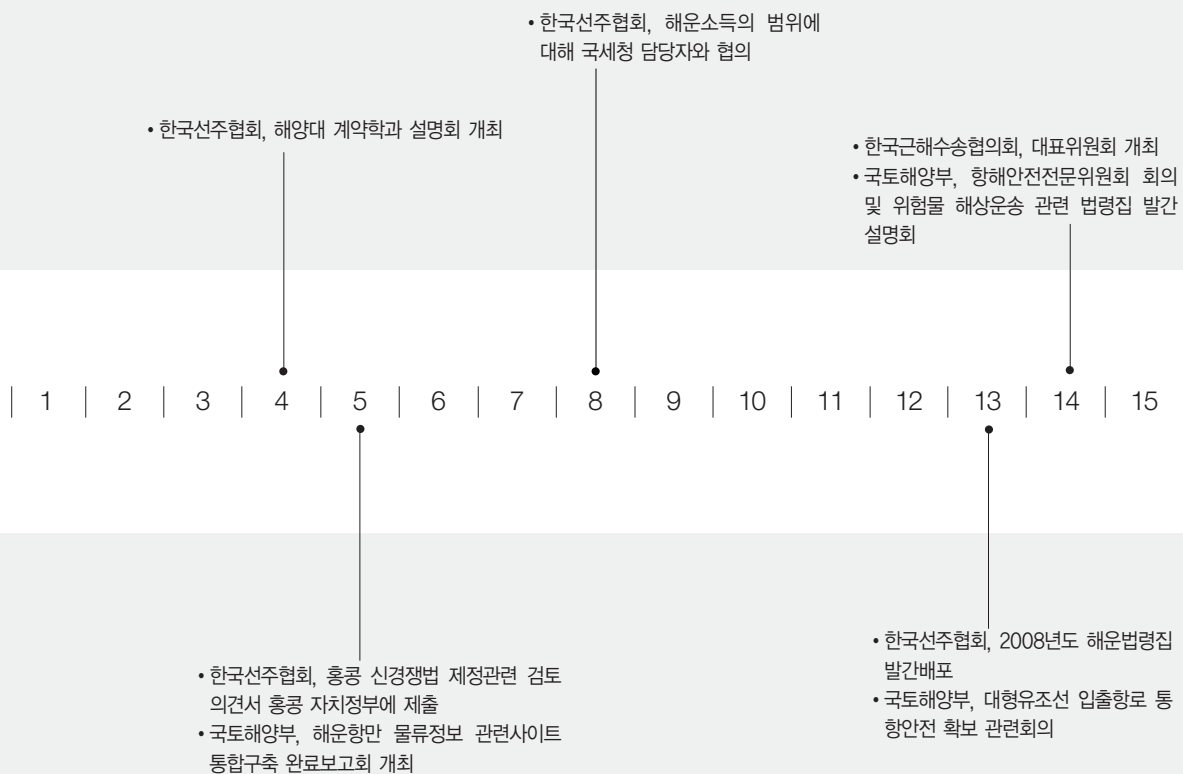 • 한국선주협회, 해운소득의 범위에
대해 국세청 담당자와 협의
• 한국선주협회, 해양대 계약학과 설명회 개최
• 한국근해수송협의회, 대표위원회 개최
• 국토해양부, 항해안전전문위원회 회의
및 위험물 해상운송 관련 법령집 발간
설명회
1 2 3 4 5 6 7 8 9 10 11 12 13 14 15
• 한국선주협회, 홍콩 신경쟁법 제정관련 검토
의견서 홍콩 자치정부에 제출
• 국토해양부, 해운항만 물류정보 관련사이트
통합구축 완료보고회 개최
• 한국선주협회, 2008년도 해운법령집
발간배포
• 국토해양부, 대형유조선 입출항로 통
항안전 확보 관련회의